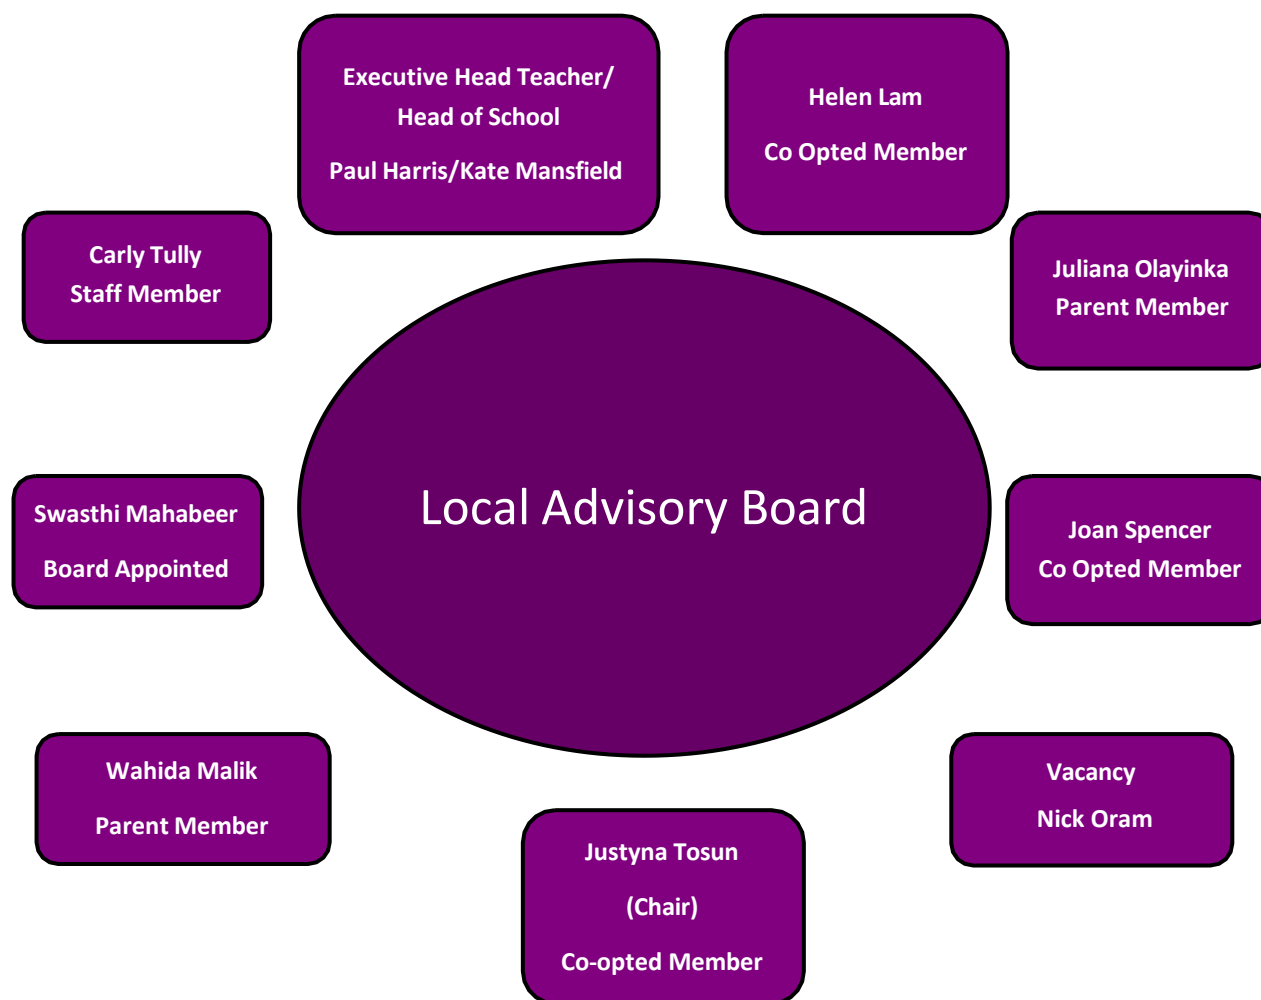 Executive Head Teacher/
Head of School
Paul Harris/Kate Mansfield
Helen Lam
Co Opted Member
Carly Tully
Staff Member
Juliana Olayinka
Parent Member
Local Advisory Board
Swasthi Mahabeer
Board Appointed
Joan Spencer
Co Opted Member
Wahida Malik
Parent Member
Vacancy
Nick Oram
Justyna Tosun
(Chair)
Co-opted Member